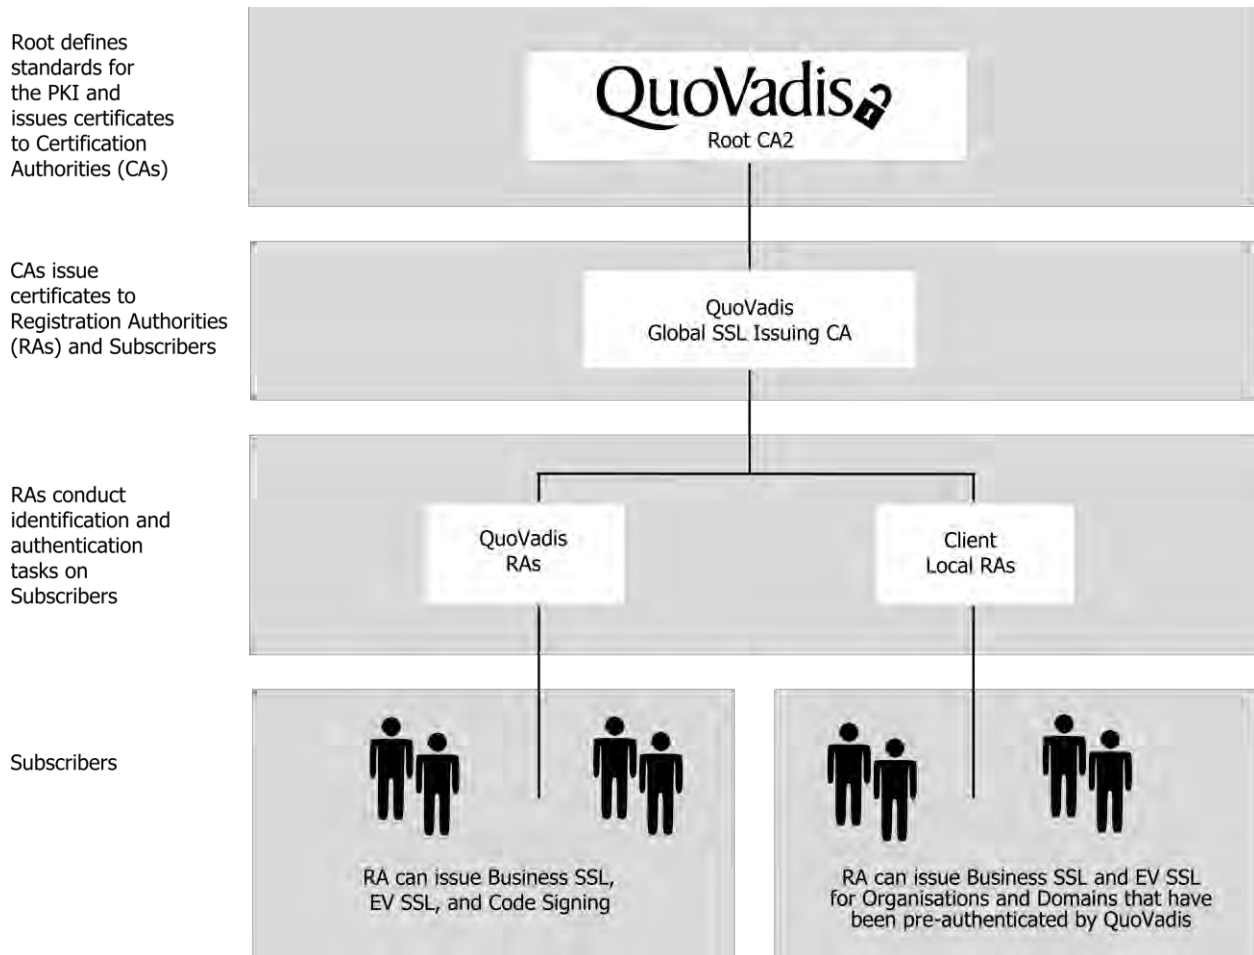 Root defines
standards for
the PKI and
issues certificates
to Certification
Authorities (CAs)
QuoVadis
Root CA2
CAs issue
certificates to
Registration Authorities
(RAs) and Subscribers
QuoVadis
Global SSL Issuing CA
RAs conduct
identification and
authentication
tasks on
Subscribers
QuoVadis
RAs
Client
Local RAs
Subscribers
RA can issue Business SSL,
EV SSL, and Code Signing
RA can issue Business SSL and EV SSL
for Organisations and Domains that have
been pre-authenticated by QuoVadis